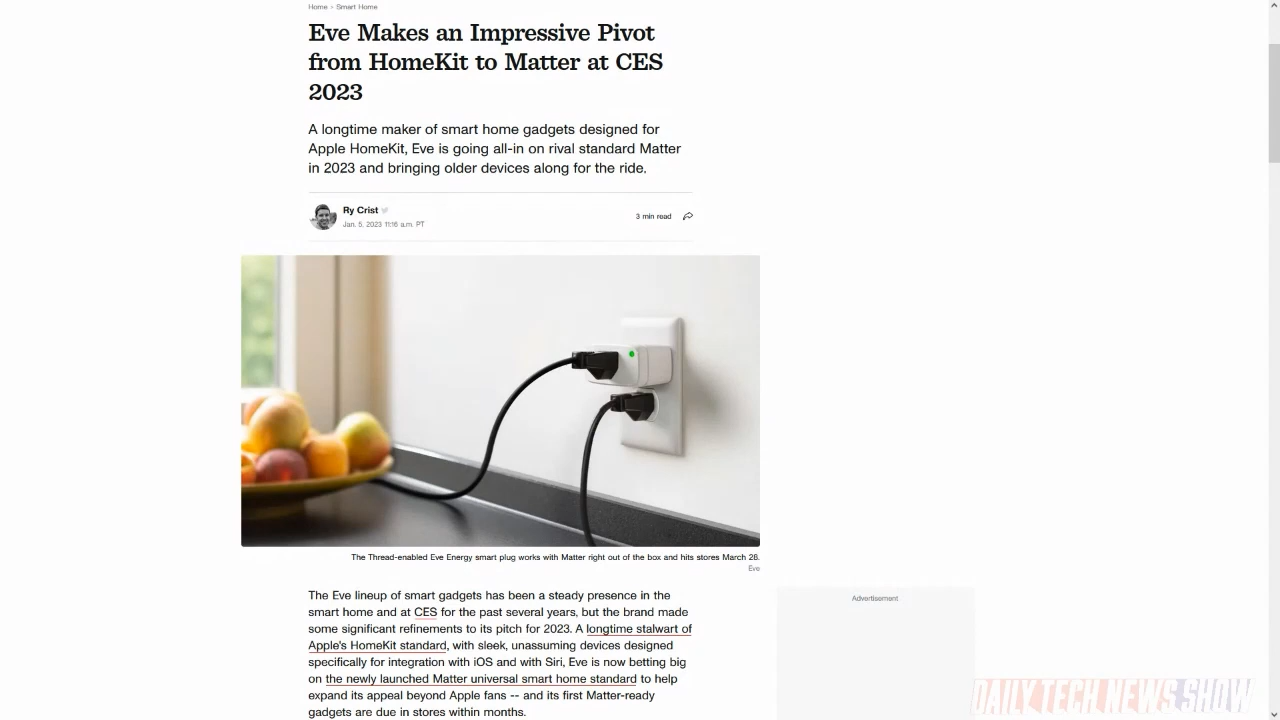 Home > Smart Home
Eve Makes an Impressive Pivot
from HomeKit to Matter at CES
2023
A longtime maker of smart home gadgets designed for
Apple HomeKit, Eve is going all-in on rival standard Matter
in 2023 and bringing older devices along for the ride.
Ry Crist
Jan. 5, 2023 11:16 a.m. PT
3 min read
The Thread-enabled Eve Energy smart plug works with Matter right out of the box and hits stores March 28.
Eve
The Eve lineup of smart gadgets has been a steady presence in the
smart home and at CES for the past several years, but the brand made
some significant refinements to its pitch for 2023. A longtime stalwart of
Apple's HomeKit standard, with sleek, unassuming devices designed
specifically for integration with iOS and with Siri, Eve is now betting big
on the newly launched Matter universal smart home standard to help
expand its appeal beyond Apple fans -- and its first Matter-ready
gadgets are due in stores within months.
Advertisement
DAILY TECH NEWS SHOW